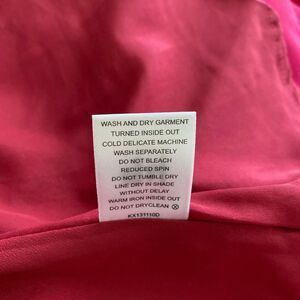 WASH AND DRY GARMENT
TURNED INSIDE OUT
COLD DELICATE MACHINE
WASH SEPARATELY
DO NOT BLEACH
REDUCED SPIN
DO NOT TUMBLE DRY
LINE DRY IN SHADE
WITHOUT DELAY
WARM IRON INSIDE OUT
DO NOT DRYCLEAN
KX131110D